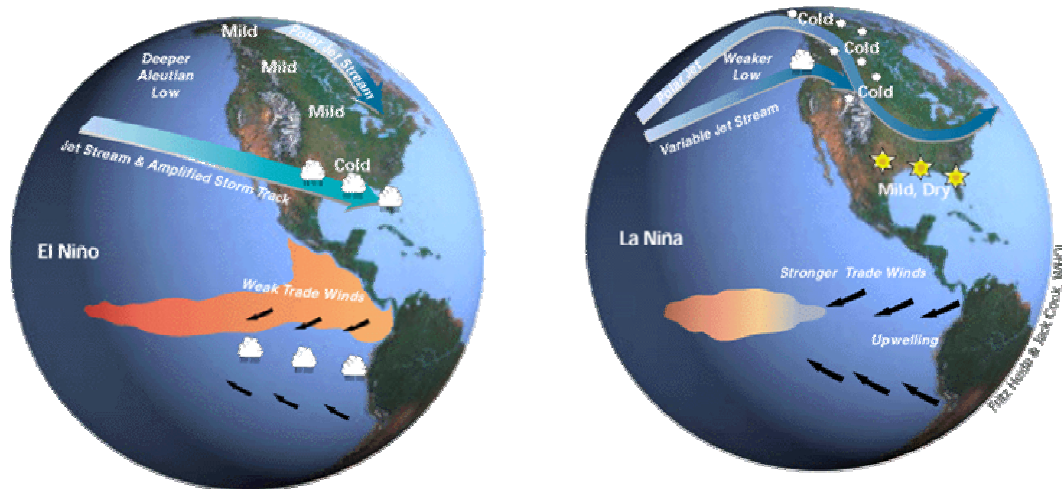 Mild
Polar Jet Stream
Deeper
Aleutian
Low
Mild
Mild
Jet Stream & Amplified Storm Track
Cold
El Niño
Weak Trade Winds
Cold
Cold
Polar Jet
Weaker
Low
Cold
Variable Jet Stream
Mild, Dry
La Niña
Stronger Trade Winds
Upwelling
Fritz Heide & Jack Cook, WHOI